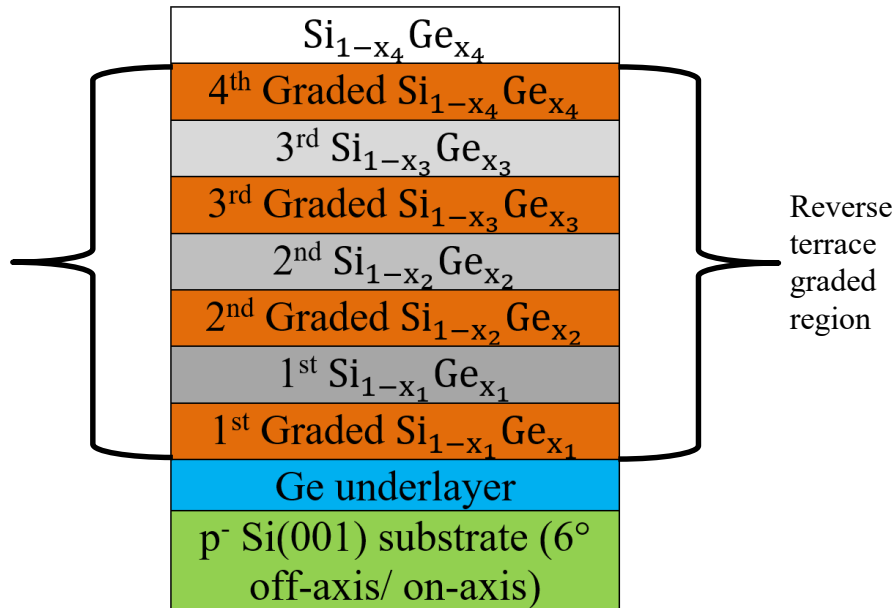 Si₁₋ₓ₄Geₓ₄
4ᵗʰ Graded Si₁₋ₓ₄Geₓ₄
3ʳᵈ Si₁₋ₓ₃Geₓ₃
3ʳᵈ Graded Si₁₋ₓ₃Geₓ₃
2ⁿᵈ Si₁₋ₓ₂Geₓ₂
2ⁿᵈ Graded Si₁₋ₓ₂Geₓ₂
1ˢᵗ Si₁₋ₓ₁Geₓ₁
1ˢᵗ Graded Si₁₋ₓ₁Geₓ₁
Ge underlayer
p⁻ Si(001) substrate (6°
off-axis/ on-axis)
Reverse
terrace
graded
region